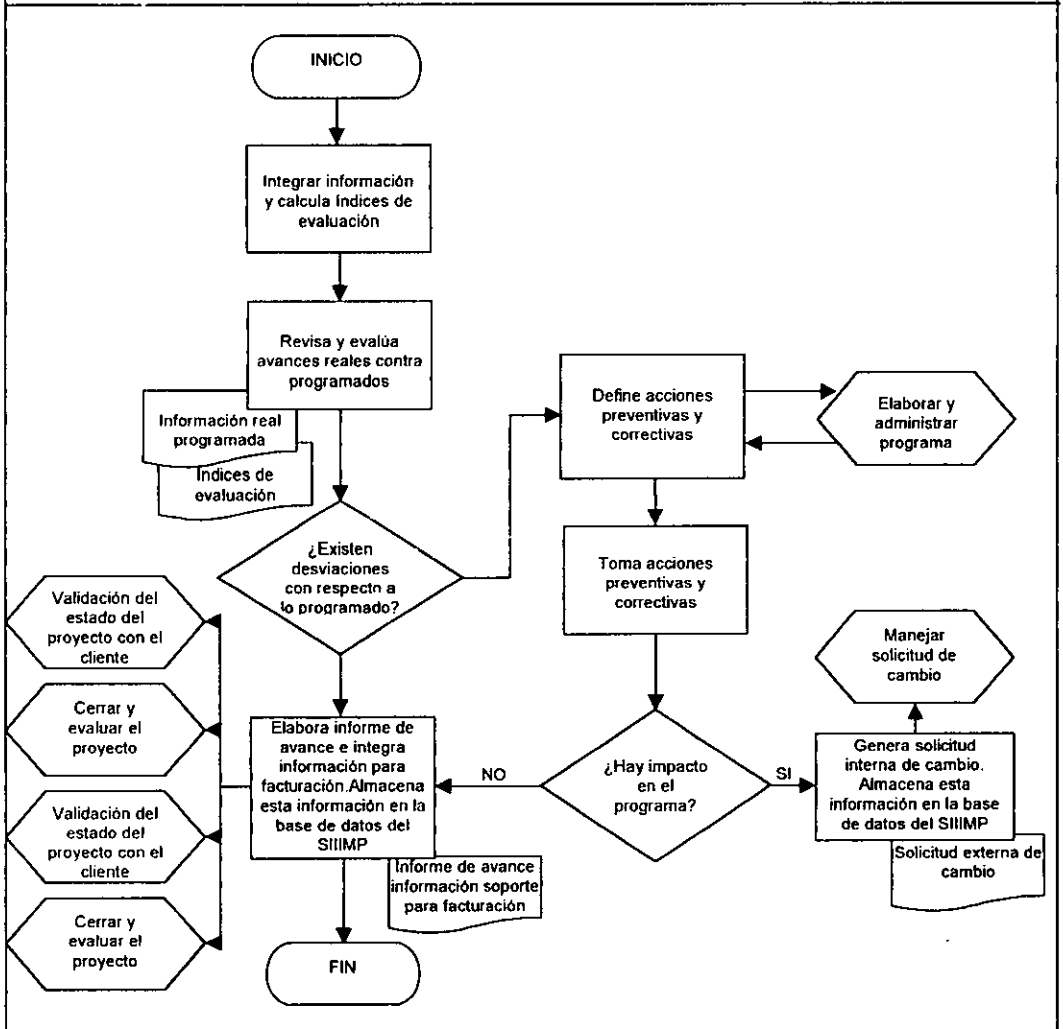 INICIO
Integrar información
y calcula índices de
evaluación
Revisa y evalúa
avances reales contra
programados
Información real
programada
Indices de
evaluación
¿Existen
desviaciones
con respecto a
lo programado?
Define acciones
preventivas y
correctivas
Elaborar y
administrar
programa
Toma acciones
preventivas y
correctivas
¿Hay impacto
en el
programa?
NO
SI
Manejar
solicitud de
cambio
Genera solicitud
interna de cambio.
Almacena esta
información en la base
de datos del SIIIMP
Solicitud externa de
cambio
Validación del
estado del
proyecto con el
cliente
Cerrar y
evaluar el
proyecto
Validación del
estado del
proyecto con el
cliente
Cerrar y
evaluar el
proyecto
Elabora informe de
avance e integra
información para
facturación.Almacena
esta información en la
base de datos del
SIIIMP
Informe de avance
información soporte
para facturación
FIN